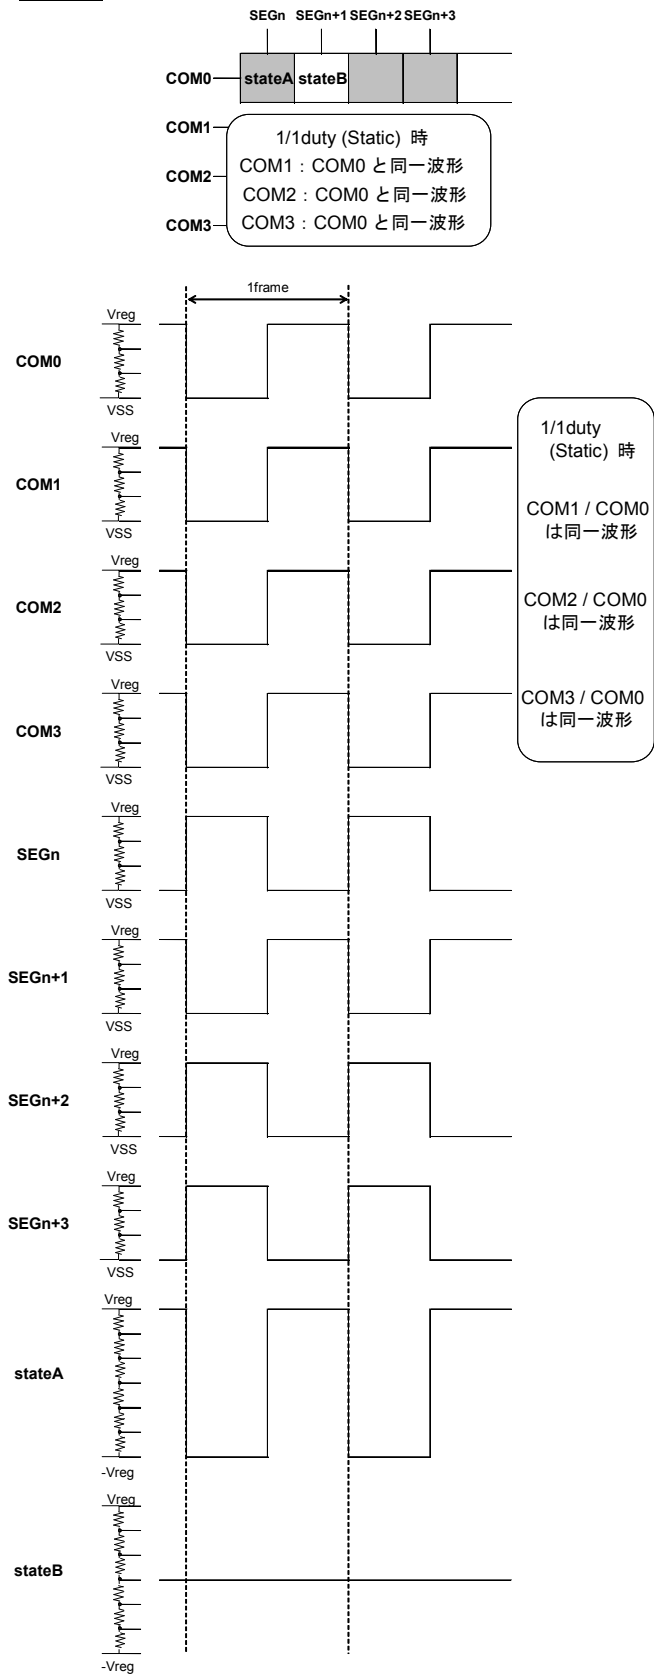 SEGn SEGn+1 SEGn+2 SEGn+3
COM0 stateA stateB
COM1
COM2
COM3
1/1duty (Static) 時
COM1：COM0 と同一波形
COM2：COM0 と同一波形
COM3：COM0 と同一波形
1frame
Vreg
COM0
VSS
Vreg
COM1
VSS
Vreg
COM2
VSS
Vreg
COM3
VSS
1/1duty
(Static) 時
COM1 / COM0
は同一波形
COM2 / COM0
は同一波形
COM3 / COM0
は同一波形
Vreg
SEGn
VSS
Vreg
SEGn+1
VSS
Vreg
SEGn+2
VSS
Vreg
SEGn+3
VSS
Vreg
stateA
-Vreg
Vreg
stateB
-Vreg